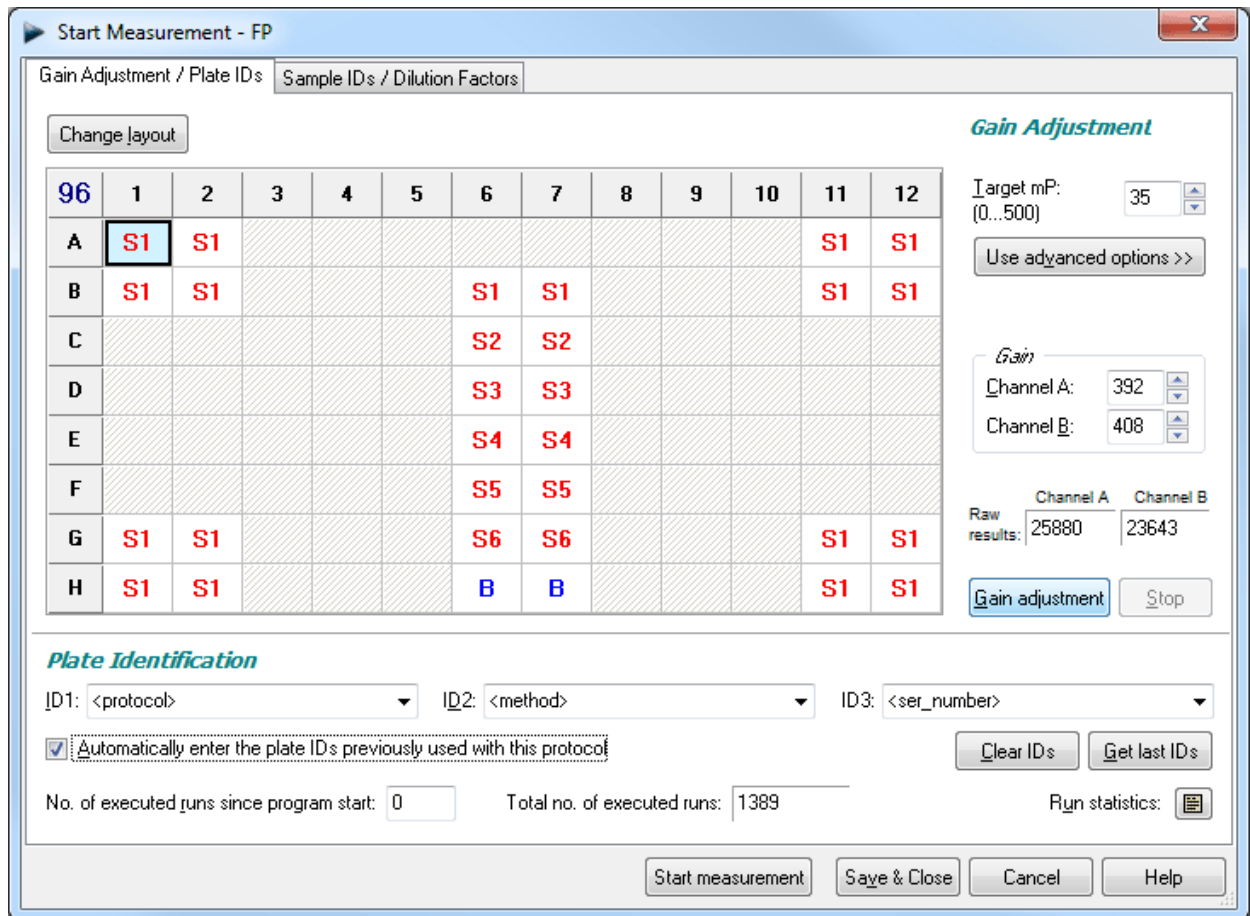 Start Measurement - FP
Gain Adjustment / Plate IDs Sample IDs / Dilution Factors
Change layout
Gain Adjustment
96 1 2 3 4 5 6 7 8 9 10 11 12
Target mP:
(0...500)
35
A S1 S1 S1 S1
Use advanced options >>
B S1 S1 S1 S1 S1 S1
C S2 S2
Gain
D S3 S3
Channel A: 392
E S4 S4
Channel B: 408
F S5 S5
Channel A Channel B
Raw
results: 25880 23643
G S1 S1 S6 S6 S1 S1
H S1 S1 B B S1 S1
Gain adjustment Stop
Plate Identification
ID1: <protocol> ID2: <method> ID3: <ser_number>
Automatically enter the plate IDs previously used with this protocol
Clear IDs Get last IDs
No. of executed runs since program start: 0 Total no. of executed runs: 1389 Run statistics:
Start measurement Save & Close Cancel Help